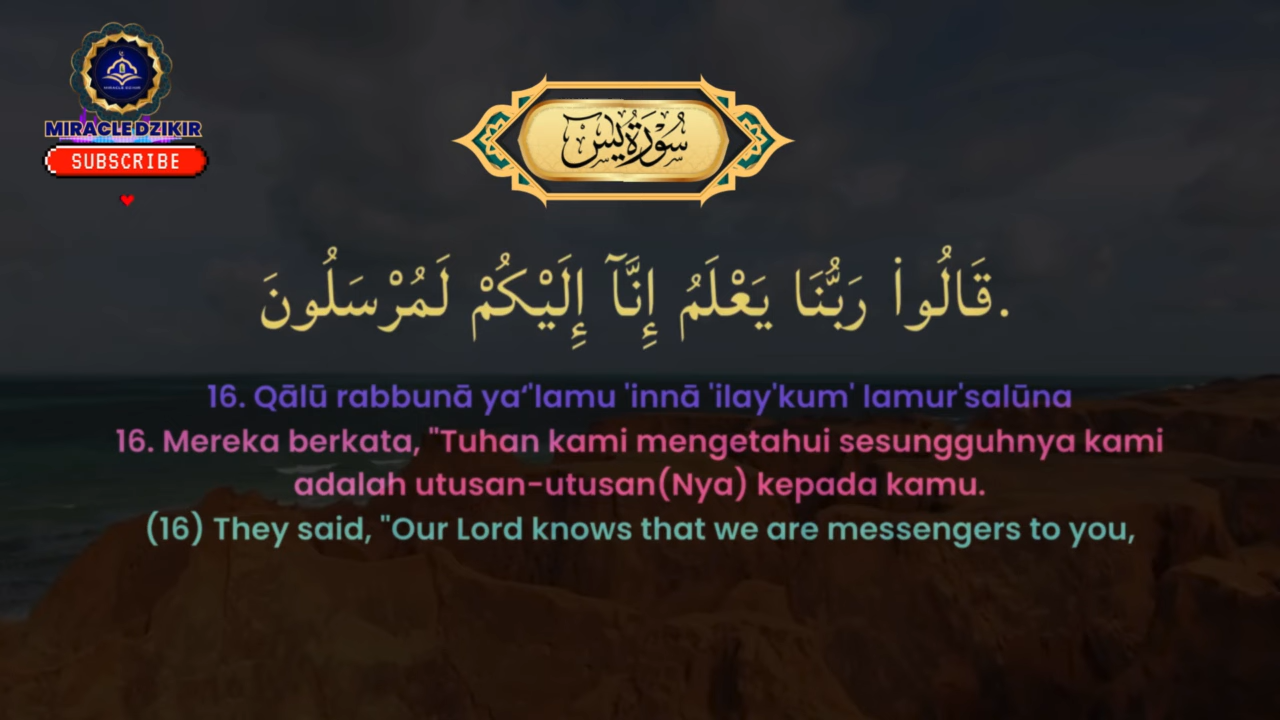 MIRACLE DZIKIR
SUBSCRIBE
سُوْرَةُ يٰسٓ
قَالُوا۟ رَبُّنَا يَعْلَمُ إِنَّآ إِلَيْكُمْ لَمُرْسَلُونَ.
16. Qālū rabbunā ya‘'lamu 'innā 'ilay'kum' lamur'salūna
16. Mereka berkata, "Tuhan kami mengetahui sesungguhnya kami
adalah utusan-utusan(Nya) kepada kamu.
(16) They said, "Our Lord knows that we are messengers to you,